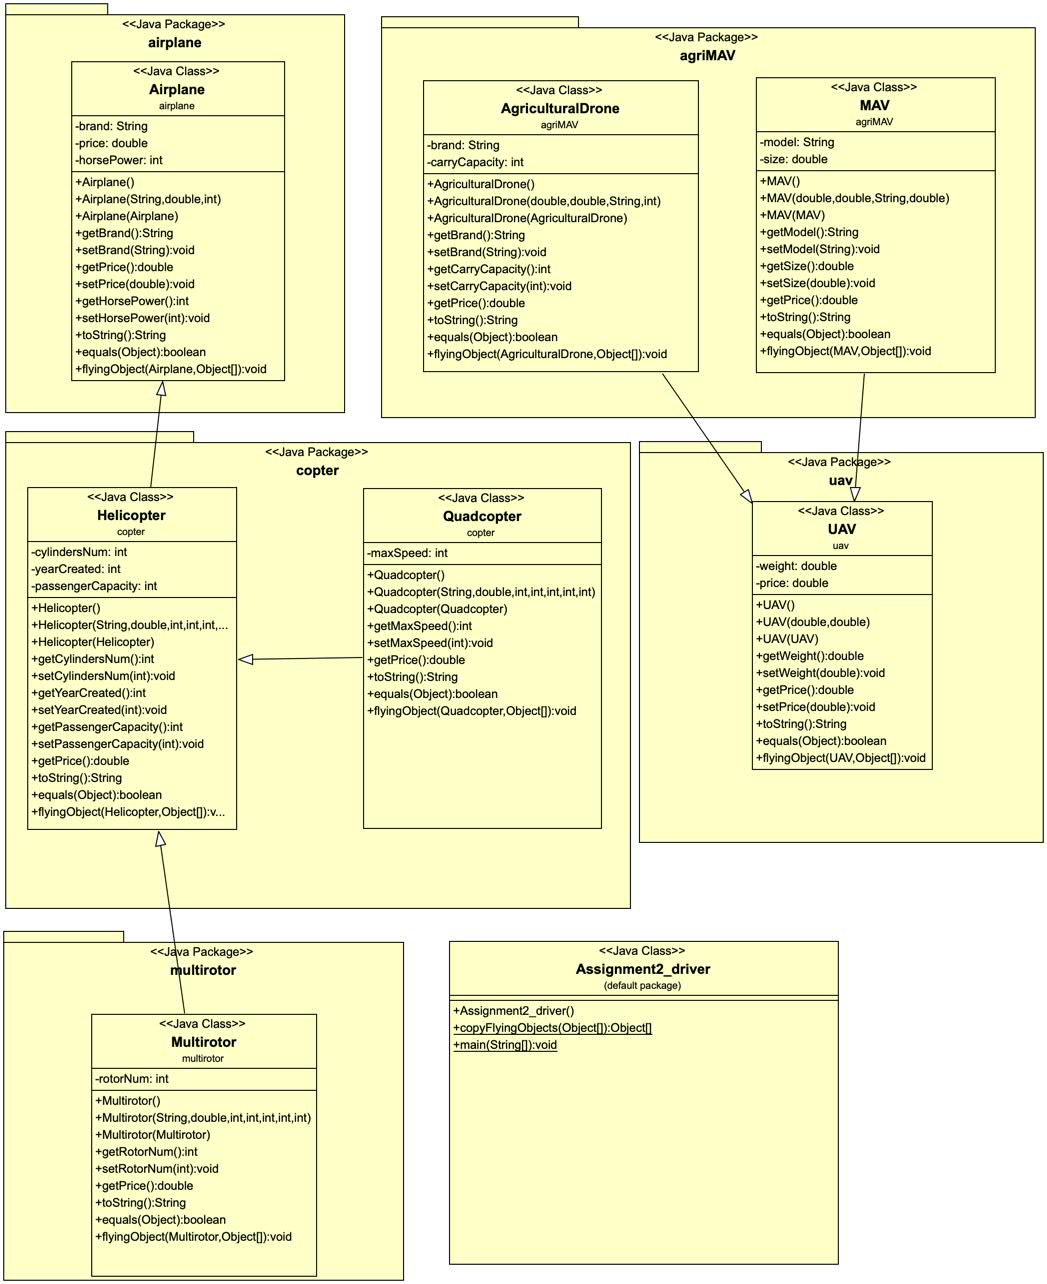 <<Java Package>>
airplane
<<Java Class>>
Airplane
airplane
-brand: String
-price: double
-horsePower: int
+Airplane()
+Airplane(String,double,int)
+Airplane(Airplane)
+getBrand():String
+setBrand(String):void
+getPrice():double
+setPrice(double):void
+getHorsePower():int
+setHorsePower(int):void
+toString():String
+equals(Object):boolean
+flyingObject(Airplane,Object[]):void
<<Java Package>>
agriMAV
<<Java Class>>
AgriculturalDrone
agriMAV
-brand: String
-carryCapacity: int
+AgriculturalDrone()
+AgriculturalDrone(double,double,String,int)
+AgriculturalDrone(AgriculturalDrone)
+getBrand():String
+setBrand(String):void
+getCarryCapacity():int
+setCarryCapacity(int):void
+getPrice():double
+toString():String
+equals(Object):boolean
+flyingObject(AgriculturalDrone,Object[]):void
<<Java Class>>
MAV
agriMAV
-model: String
-size: double
+MAV()
+MAV(double,double,String,double)
+MAV(MAV)
+getModel():String
+setModel(String):void
+getSize():double
+setSize(double):void
+getPrice():double
+toString():String
+equals(Object):boolean
+flyingObject(MAV,Object[]):void
<<Java Package>>
copter
<<Java Class>>
Helicopter
copter
-cylindersNum: int
-yearCreated: int
-passengerCapacity: int
+Helicopter()
+Helicopter(String,double,int,int,int,...
+Helicopter(Helicopter)
+getCylindersNum():int
+setCylindersNum(int):void
+getYearCreated():int
+setYearCreated(int):void
+getPassengerCapacity():int
+setPassengerCapacity(int):void
+getPrice():double
+toString():String
+equals(Object):boolean
+flyingObject(Helicopter,Object[]):v...
<<Java Class>>
Quadcopter
copter
-maxSpeed: int
+Quadcopter()
+Quadcopter(String,double,int,int,int,int,int)
+Quadcopter(Quadcopter)
+getMaxSpeed():int
+setMaxSpeed(int):void
+getPrice():double
+toString():String
+equals(Object):boolean
+flyingObject(Quadcopter,Object[]):void
<<Java Package>>
uav
<<Java Class>>
UAV
uav
-weight: double
-price: double
+UAV()
+UAV(double,double)
+UAV(UAV)
+getWeight():double
+setWeight(double):void
+getPrice():double
+setPrice(double):void
+toString():String
+equals(Object):boolean
+flyingObject(UAV,Object[]):void
<<Java Package>>
multirotor
<<Java Class>>
Multirotor
multirotor
-rotorNum: int
+Multirotor()
+Multirotor(String,double,int,int,int,int,int)
+Multirotor(Multirotor)
+getRotorNum():int
+setRotorNum(int):void
+getPrice():double
+toString():String
+equals(Object):boolean
+flyingObject(Multirotor,Object[]):void
<<Java Class>>
Assignment2_driver
(default package)
+Assignment2_driver()
+copyFlyingObjects(Object[]):Object[]
+main(String[]):void